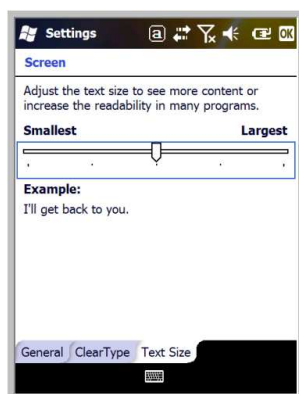 Settings a OK
Screen
Adjust the text size to see more content or
increase the readability in many programs.
Smallest Largest
Example:
I'll get back to you.
General ClearType Text Size